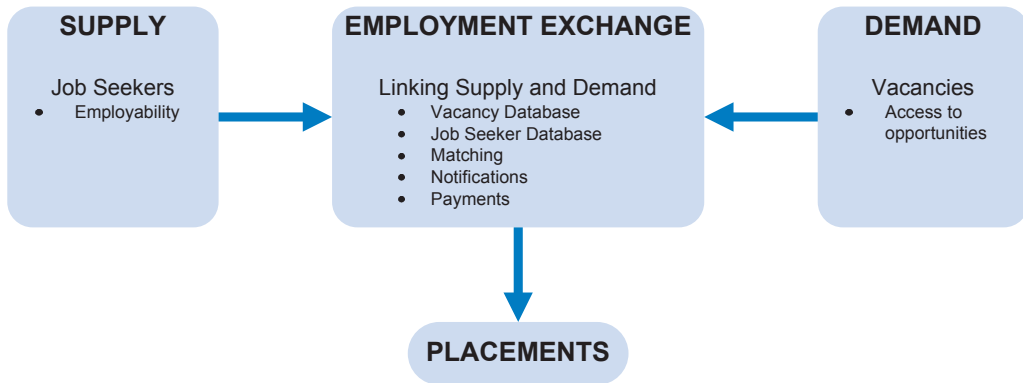 SUPPLY
Job Seekers
• Employability
EMPLOYMENT EXCHANGE
Linking Supply and Demand
• Vacancy Database
• Job Seeker Database
• Matching
• Notifications
• Payments
DEMAND
Vacancies
• Access to
opportunities
PLACEMENTS